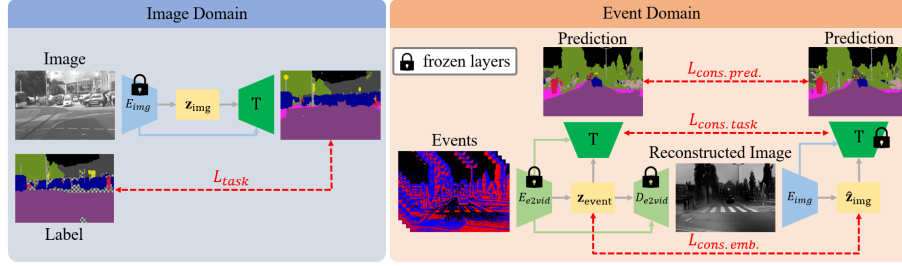 Image Domain
Image
E_img
z_img
T
L_task
Label
Event Domain
frozen layers
Prediction
Prediction
L_cons.pred.
L_cons.task
T
T
Events
Reconstructed Image
E_e2vid
z_event
D_e2vid
E_img
ẑ_img
L_cons.emb.